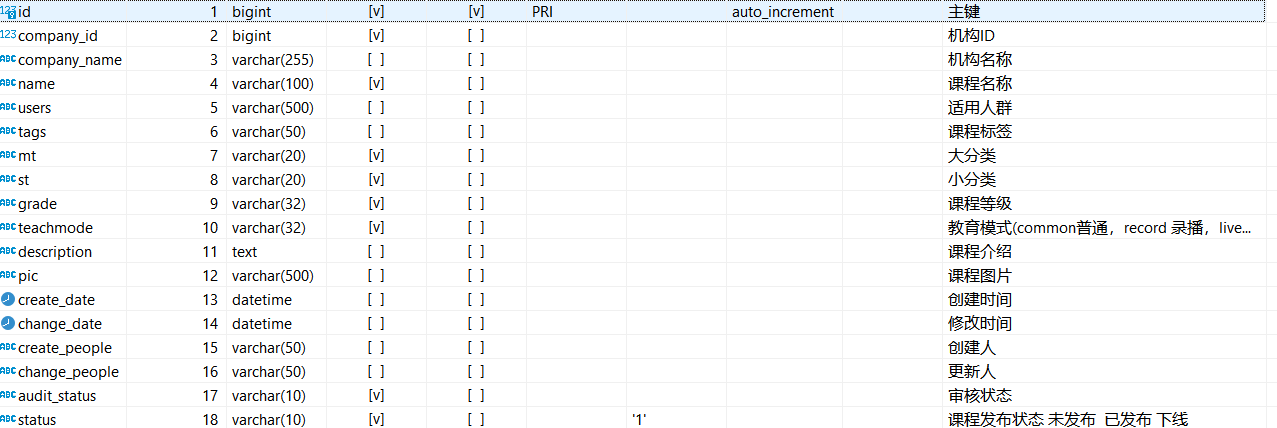 123 id 1 bigint [v] [v] PRI auto_increment 主键
123 company_id 2 bigint [v] [ ] 机构ID
ABC company_name 3 varchar(255) [ ] [ ] 机构名称
ABC name 4 varchar(100) [v] [ ] 课程名称
ABC users 5 varchar(500) [ ] [ ] 适用人群
ABC tags 6 varchar(50) [ ] [ ] 课程标签
ABC mt 7 varchar(20) [v] [ ] 大分类
ABC st 8 varchar(20) [v] [ ] 小分类
ABC grade 9 varchar(32) [v] [ ] 课程等级
ABC teachmode 10 varchar(32) [v] [ ] 教育模式(common普通，record 录播，live...
ABC description 11 text [ ] [ ] 课程介绍
ABC pic 12 varchar(500) [ ] [ ] 课程图片
create_date 13 datetime [ ] [ ] 创建时间
change_date 14 datetime [ ] [ ] 修改时间
ABC create_people 15 varchar(50) [ ] [ ] 创建人
ABC change_people 16 varchar(50) [ ] [ ] 更新人
ABC audit_status 17 varchar(10) [v] [ ] 审核状态
ABC status 18 varchar(10) [v] [ ] '1' 课程发布状态 未发布 已发布 下线